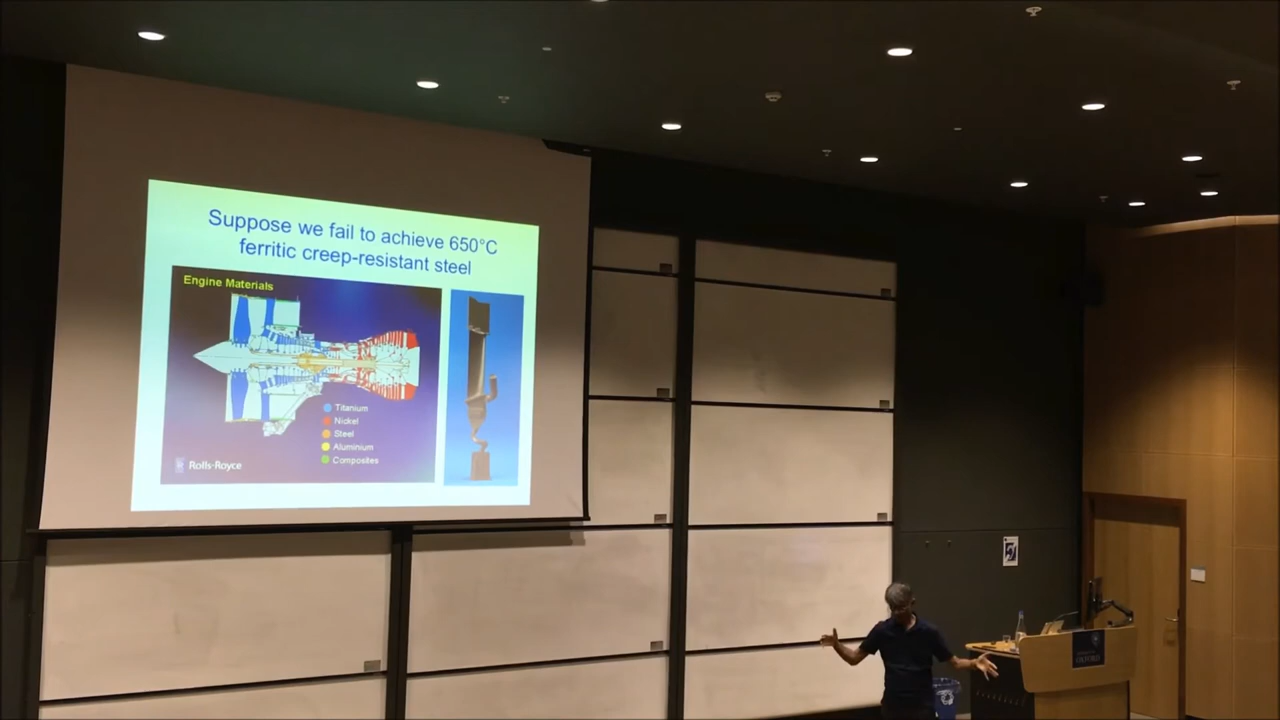 Suppose we fail to achieve 650°C
ferritic creep-resistant steel
Engine Materials
Titanium
Nickel
Steel
Aluminium
Composites
Rolls-Royce
OXFORD